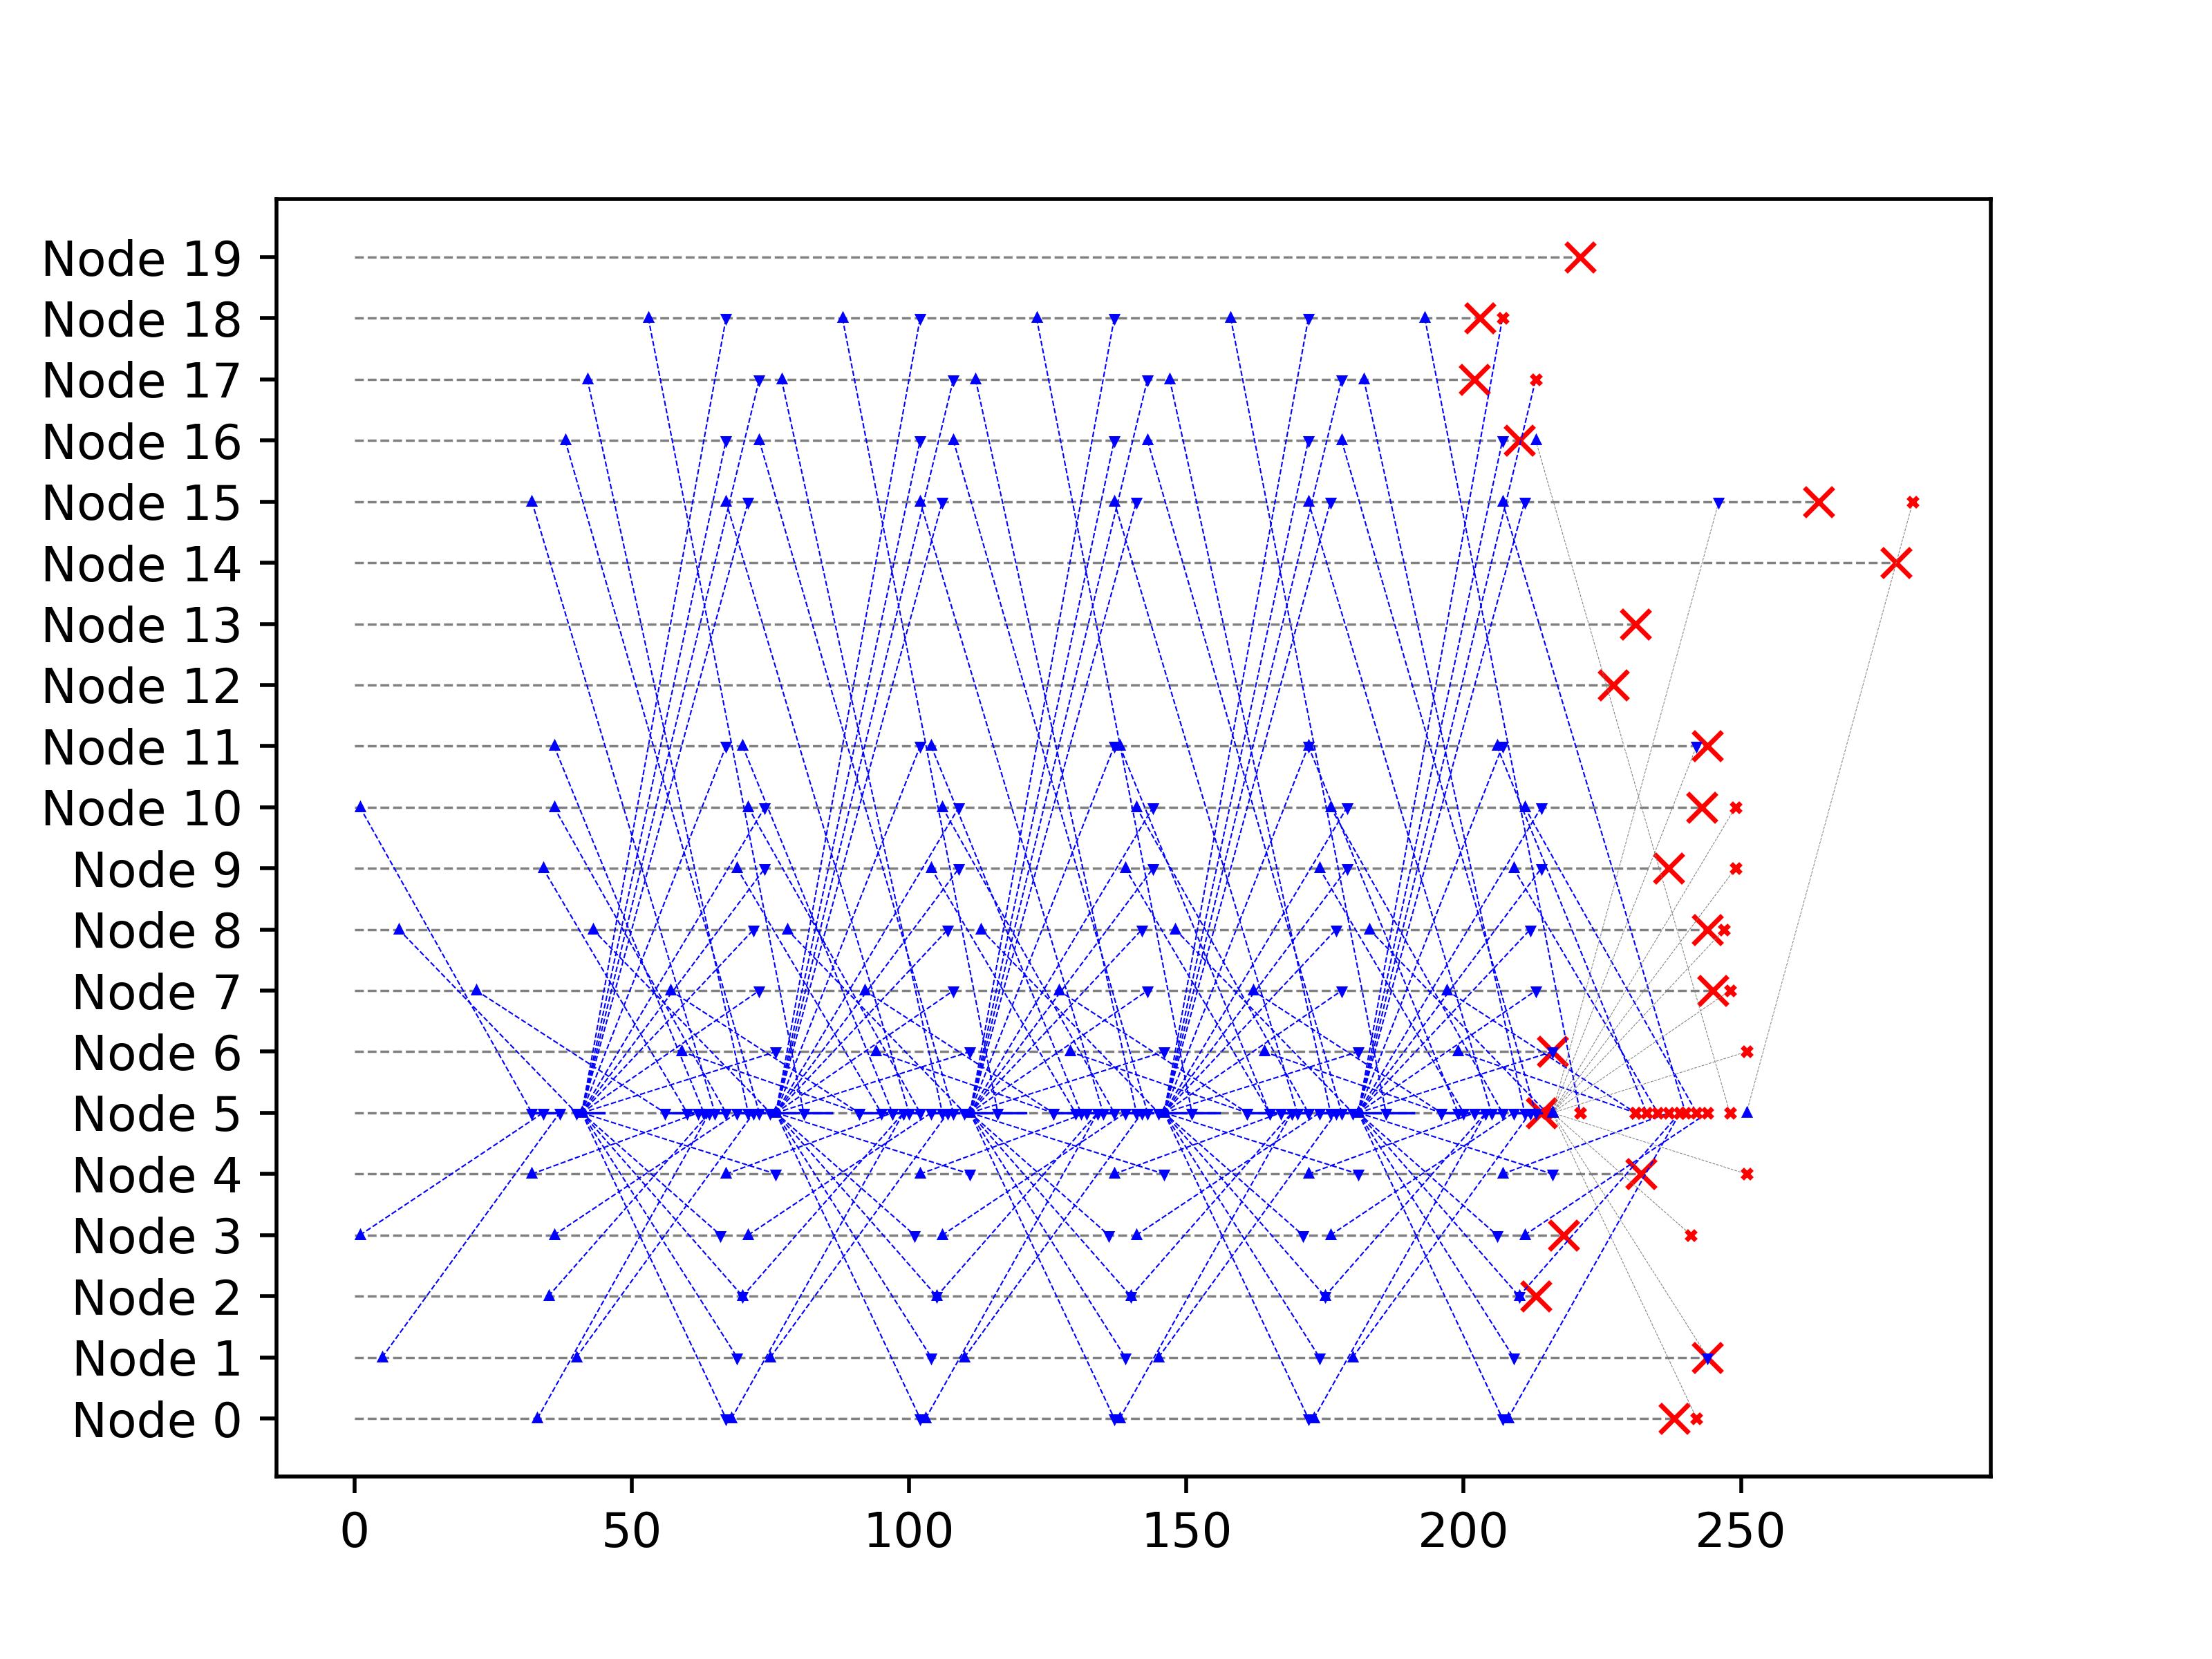 Node 19
Node 18
Node 17
Node 16
Node 15
Node 14
Node 13
Node 12
Node 11
Node 10
Node 9
Node 8
Node 7
Node 6
Node 5
Node 4
Node 3
Node 2
Node 1
Node 0
0 50 100 150 200 250